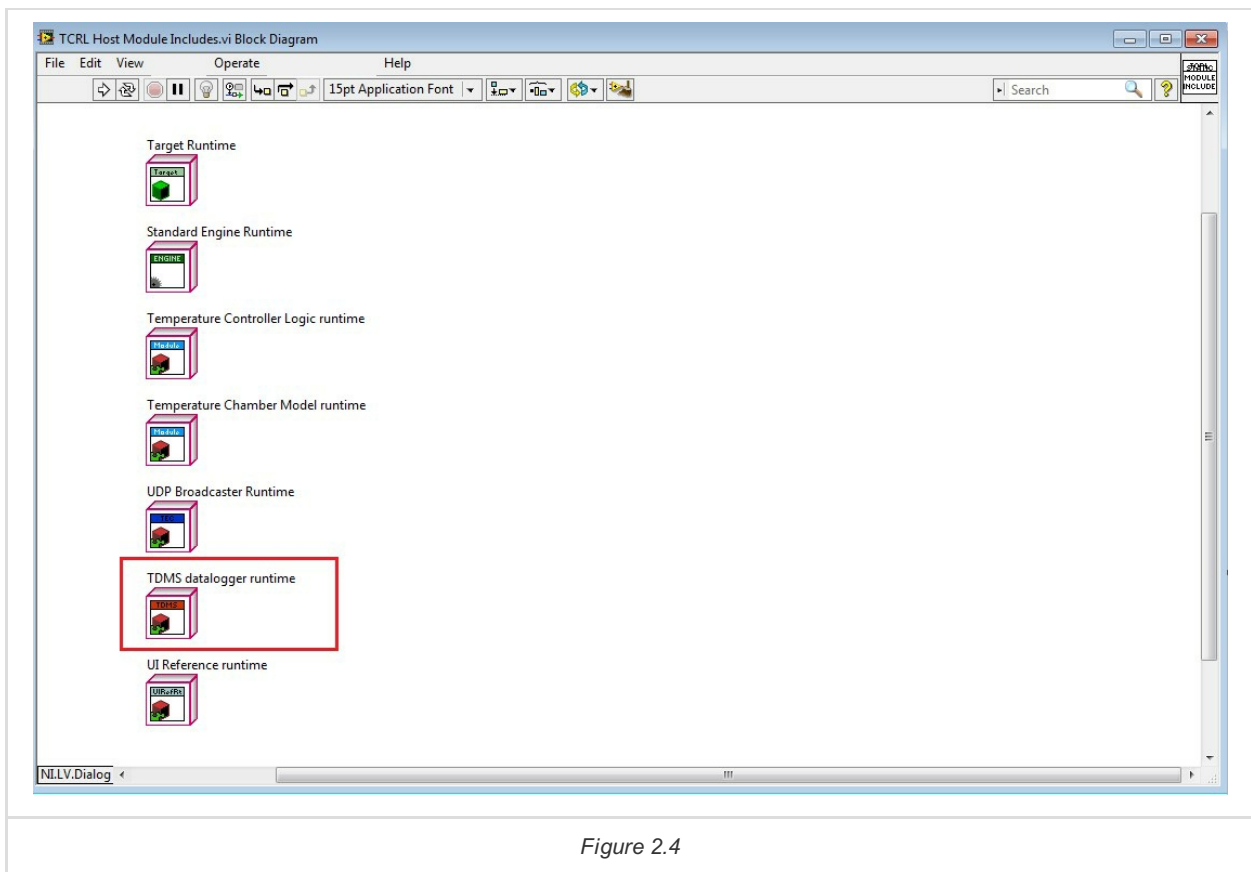 TCRL Host Module Includes.vi Block Diagram
File Edit View Operate Help
15pt Application Font
Search
MODULE
INCLUDE
Target Runtime
Target
Standard Engine Runtime
ENGINE
Temperature Controller Logic runtime
Module
Temperature Chamber Model runtime
Module
UDP Broadcaster Runtime
TDMS datalogger runtime
TDMS
UI Reference runtime
UIRefRt
NI.LV.Dialog
Figure 2.4